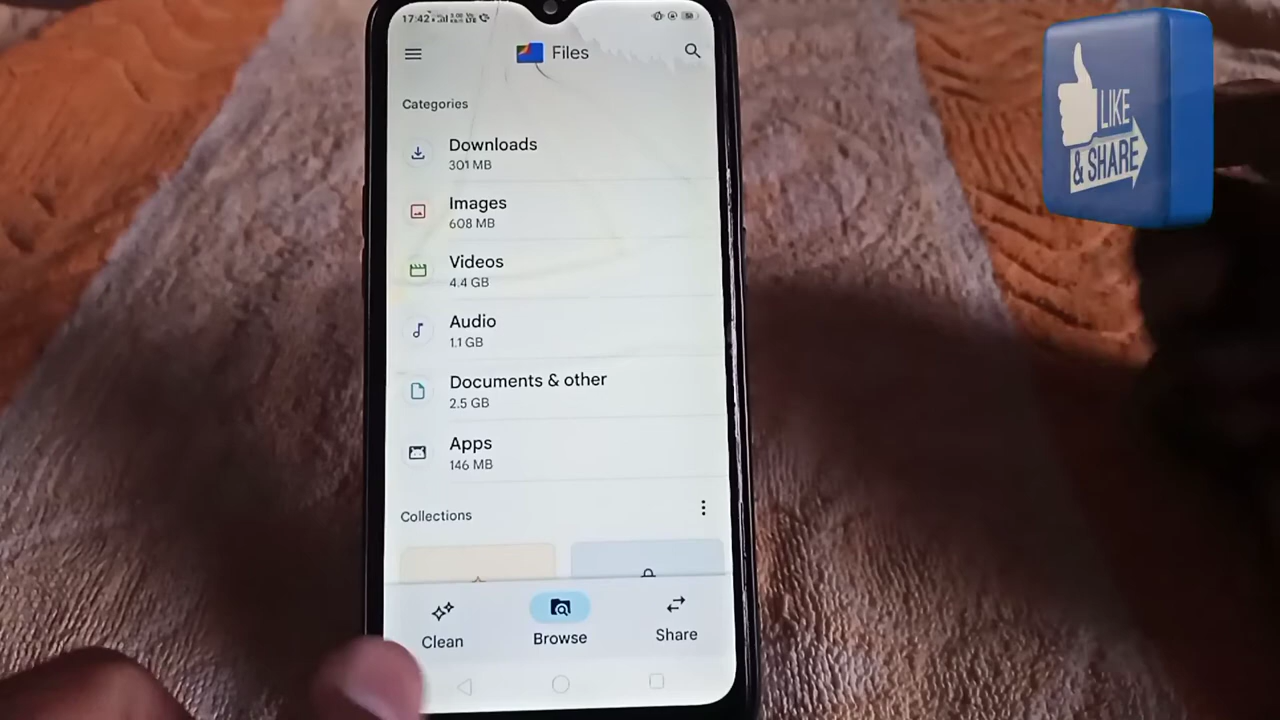 17:42
Files
Categories
Downloads
301 MB
Images
608 MB
Videos
4.4 GB
Audio
1.1 GB
Documents & other
2.5 GB
Apps
146 MB
Collections
Clean
Browse
Share
LIKE
& SHARE